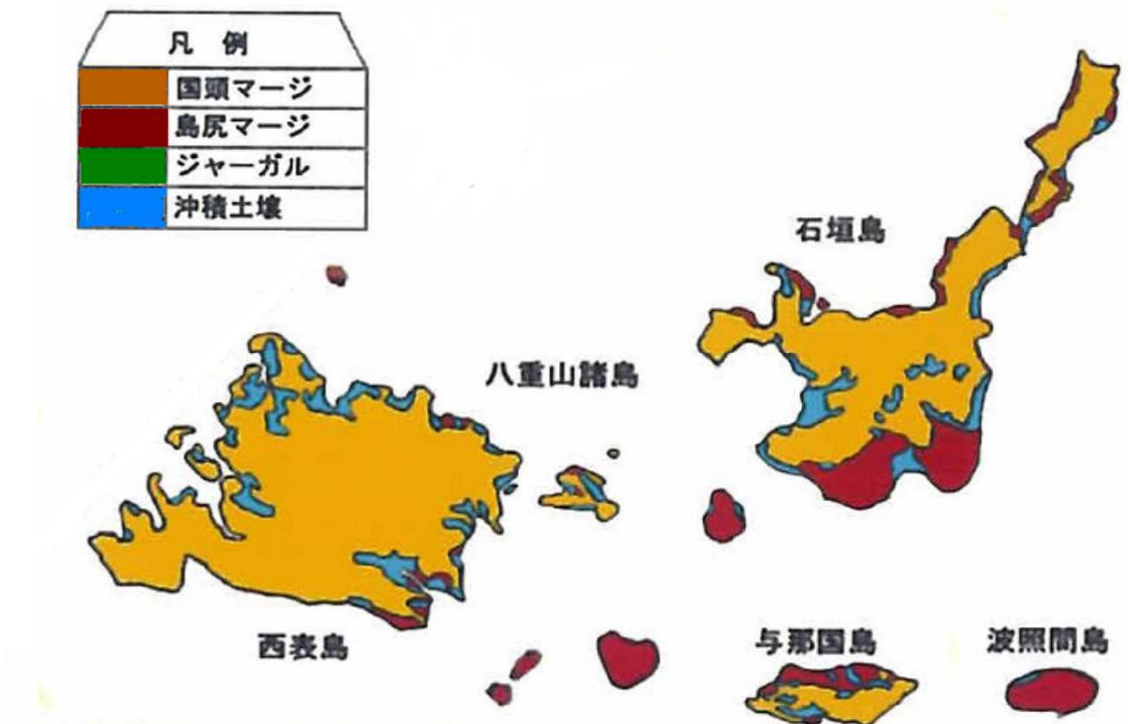 凡 例
国頭マージ
島尻マージ
ジャーガル
沖積土壌
石垣島
八重山諸島
西表島
与那国島
波照間島